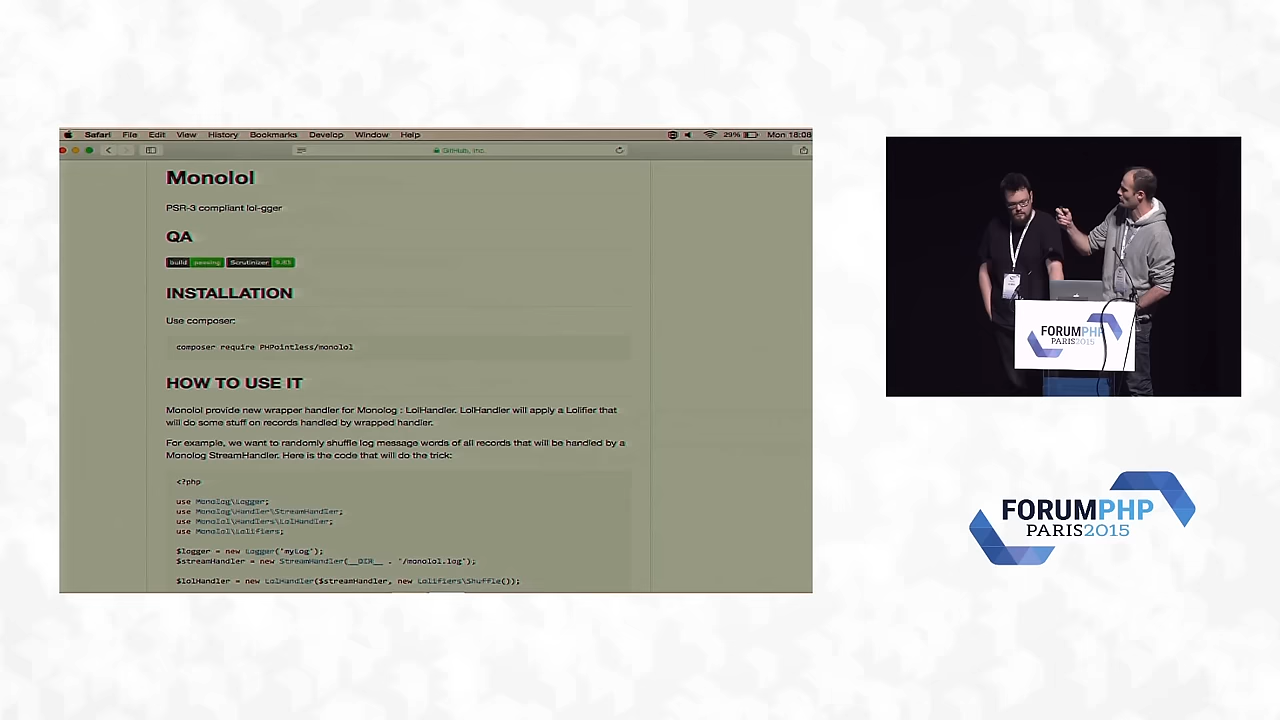 Safari File Edit View History Bookmarks Develop Window Help 29% Mon 18:08
GitHub, Inc.
Monolol
PSR-3 compliant lol-gger
QA
build passing Scrutinizer 9.83
INSTALLATION
Use composer:
composer require PHPointless/monolol
HOW TO USE IT
Monolol provide new wrapper handler for Monolog : LolHandler. LolHandler will apply a Lolifier that
will do some stuff on records handled by wrapped handler.
For example, we want to randomly shuffle log message words of all records that will be handled by a
Monolog StreamHandler. Here is the code that will do the trick:
<?php
use Monolog\Logger;
use Monolog\Handler\StreamHandler;
use Monolol\Handlers\LolHandler;
use Monolol\Lolifiers;
$logger = new Logger('myLog');
$streamHandler = new StreamHandler(__DIR__ . '/monolol.log');
$lolHandler = new LolHandler($streamHandler, new Lolifiers\Shuffle());
FORUMPHP
PARIS2015
FORUMPHP
PARIS2015